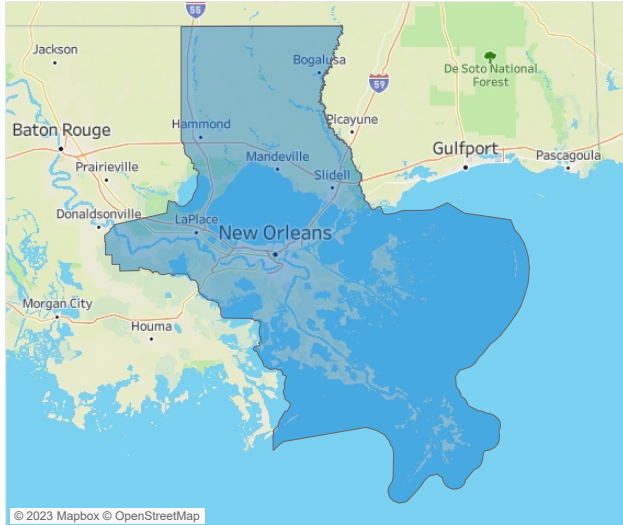 55
Jackson
Bogalusa
De Soto National
Forest
59
Picayune
Hammond
Baton Rouge
Gulfport
Mandeville
Pascagoula
Prairieville
Slidell
Donaldsonville
LaPlace
New Orleans
Morgan City
Houma
© 2023 Mapbox © OpenStreetMap